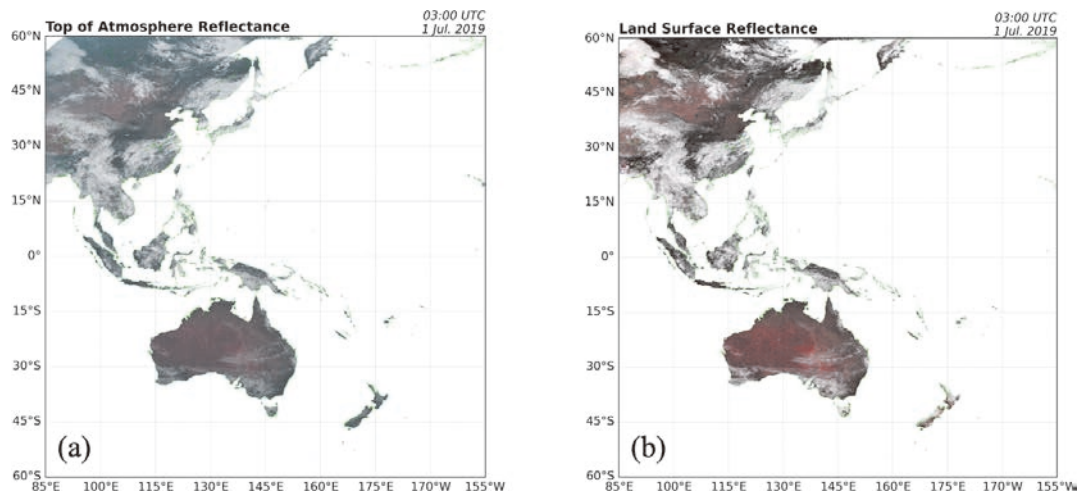 Top of Atmosphere Reflectance
03:00 UTC
1 Jul. 2019
60°N
45°N
30°N
15°N
0°
15°S
30°S
45°S
60°S
85°E 100°E 115°E 130°E 145°E 160°E 175°E 170°W 155°W
(a)
Land Surface Reflectance
03:00 UTC
1 Jul. 2019
60°N
45°N
30°N
15°N
0°
15°S
30°S
45°S
60°S
85°E 100°E 115°E 130°E 145°E 160°E 175°E 170°W 155°W
(b)